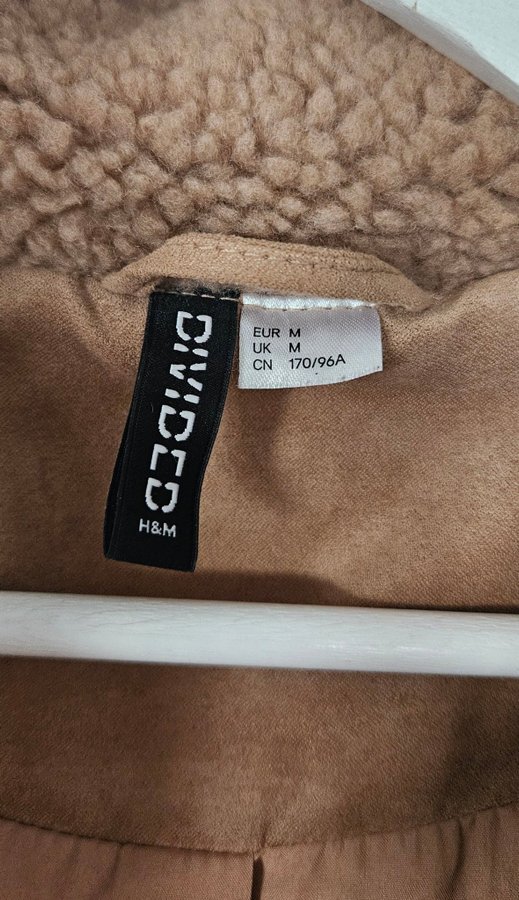 DIVIDED
H&M
EUR M
UK M
CN 170/96A